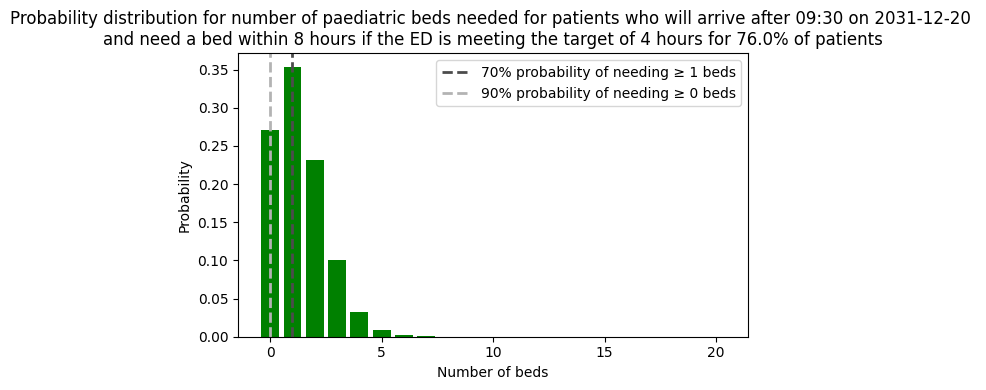 Probability distribution for number of paediatric beds needed for patients who will arrive after 09:30 on 2031-12-20
and need a bed within 8 hours if the ED is meeting the target of 4 hours for 76.0% of patients
70% probability of needing ≥ 1 beds
90% probability of needing ≥ 0 beds
Probability
0.35
0.30
0.25
0.20
0.15
0.10
0.05
0.00
0 5 10 15 20
Number of beds